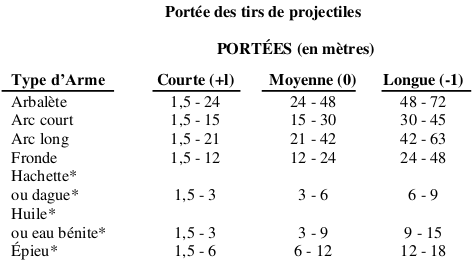 Portée des tirs de projectiles
PORTÉES (en mètres)
Type d'Arme Courte (+l) Moyenne (0) Longue (-1)
Arbalète 1,5 - 24 24 - 48 48 - 72
Arc court 1,5 - 15 15 - 30 30 - 45
Arc long 1,5 - 21 21 - 42 42 - 63
Fronde 1,5 - 12 12 - 24 24 - 48
Hachette*
ou dague* 1,5 - 3 3 - 6 6 - 9
Huile*
ou eau bénite* 1,5 - 3 3 - 9 9 - 15
Épieu* 1,5 - 6 6 - 12 12 - 18